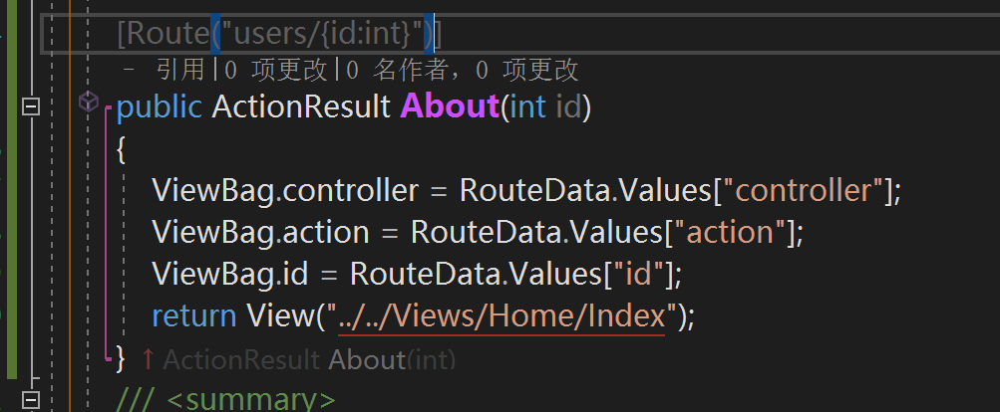 [Route("users/{id:int}")]
- 引用|0 项更改|0 名作者，0 项更改
public ActionResult About(int id)
{
ViewBag.controller = RouteData.Values["controller"];
ViewBag.action = RouteData.Values["action"];
ViewBag.id = RouteData.Values["id"];
return View("../../Views/Home/Index");
} ↑ ActionResult About(int)
/// <summary>